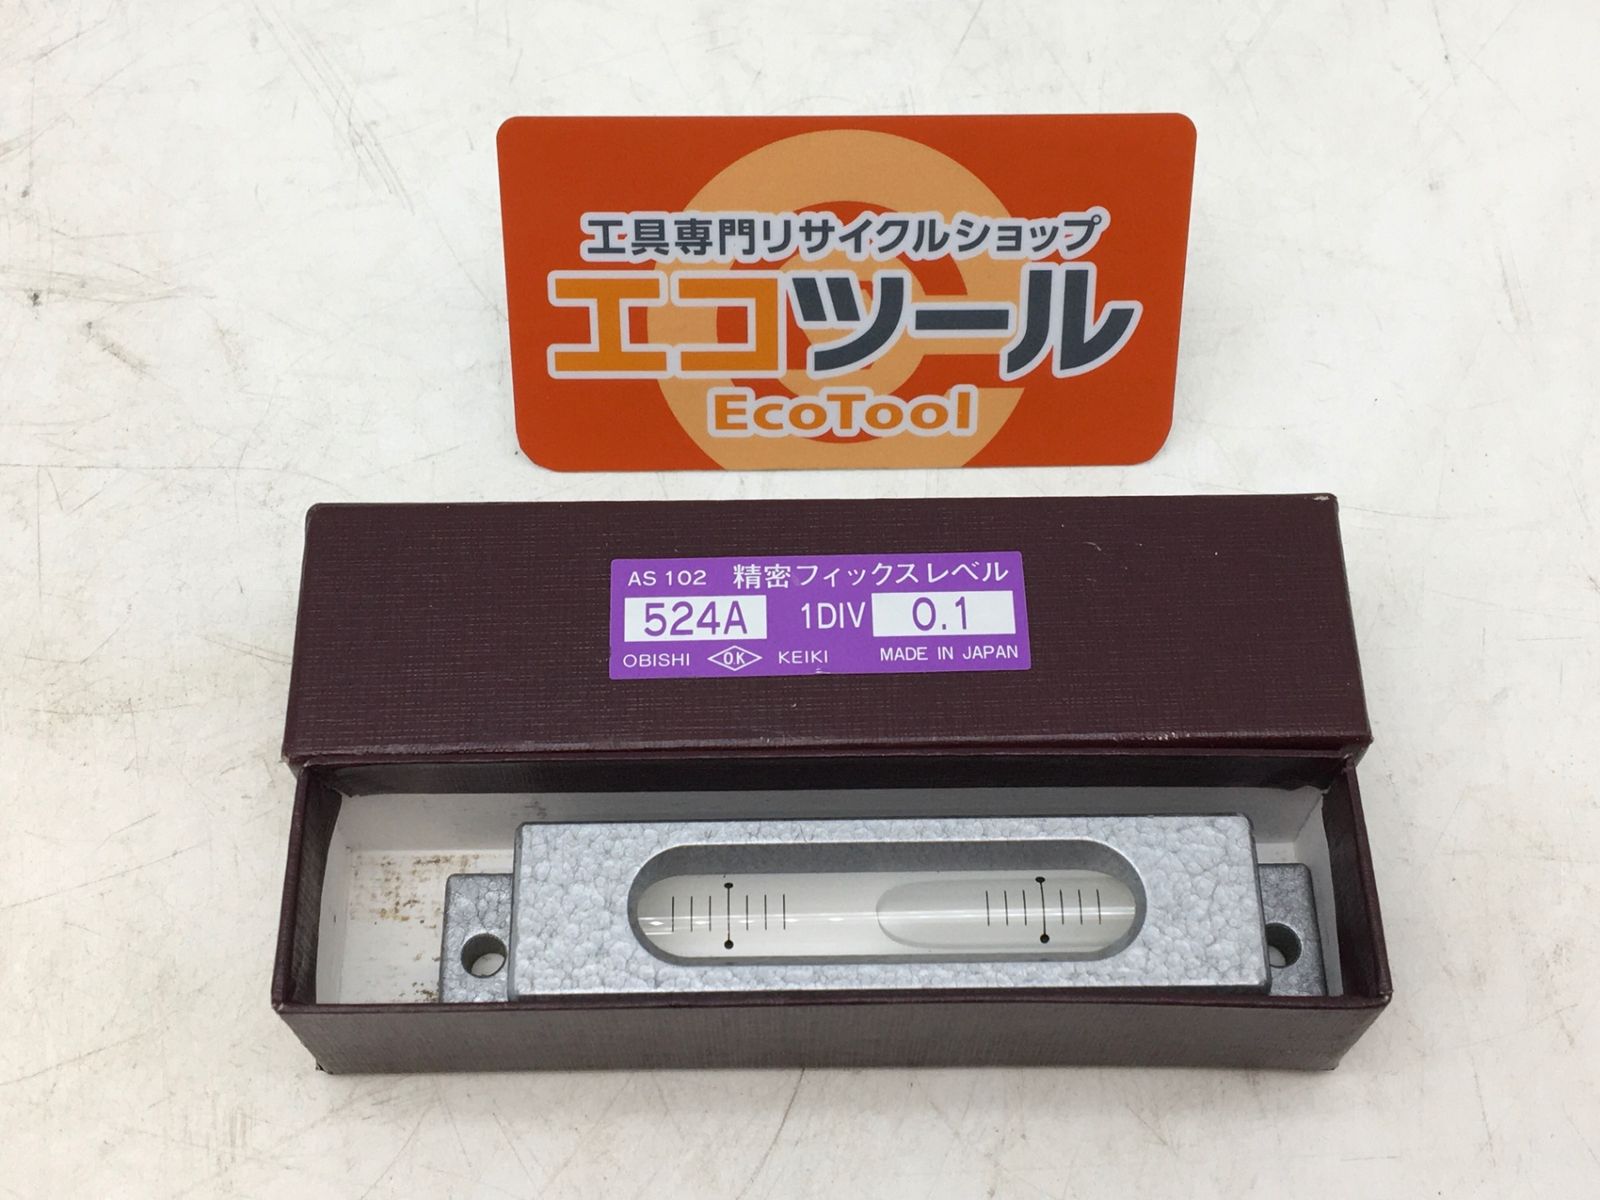 工具専門リサイクルショップ
エコツール
EcoTool
AS 102 精密フィックスレベル
524A 1DIV 0.1
OBISHI OK KEIKI MADE IN JAPAN